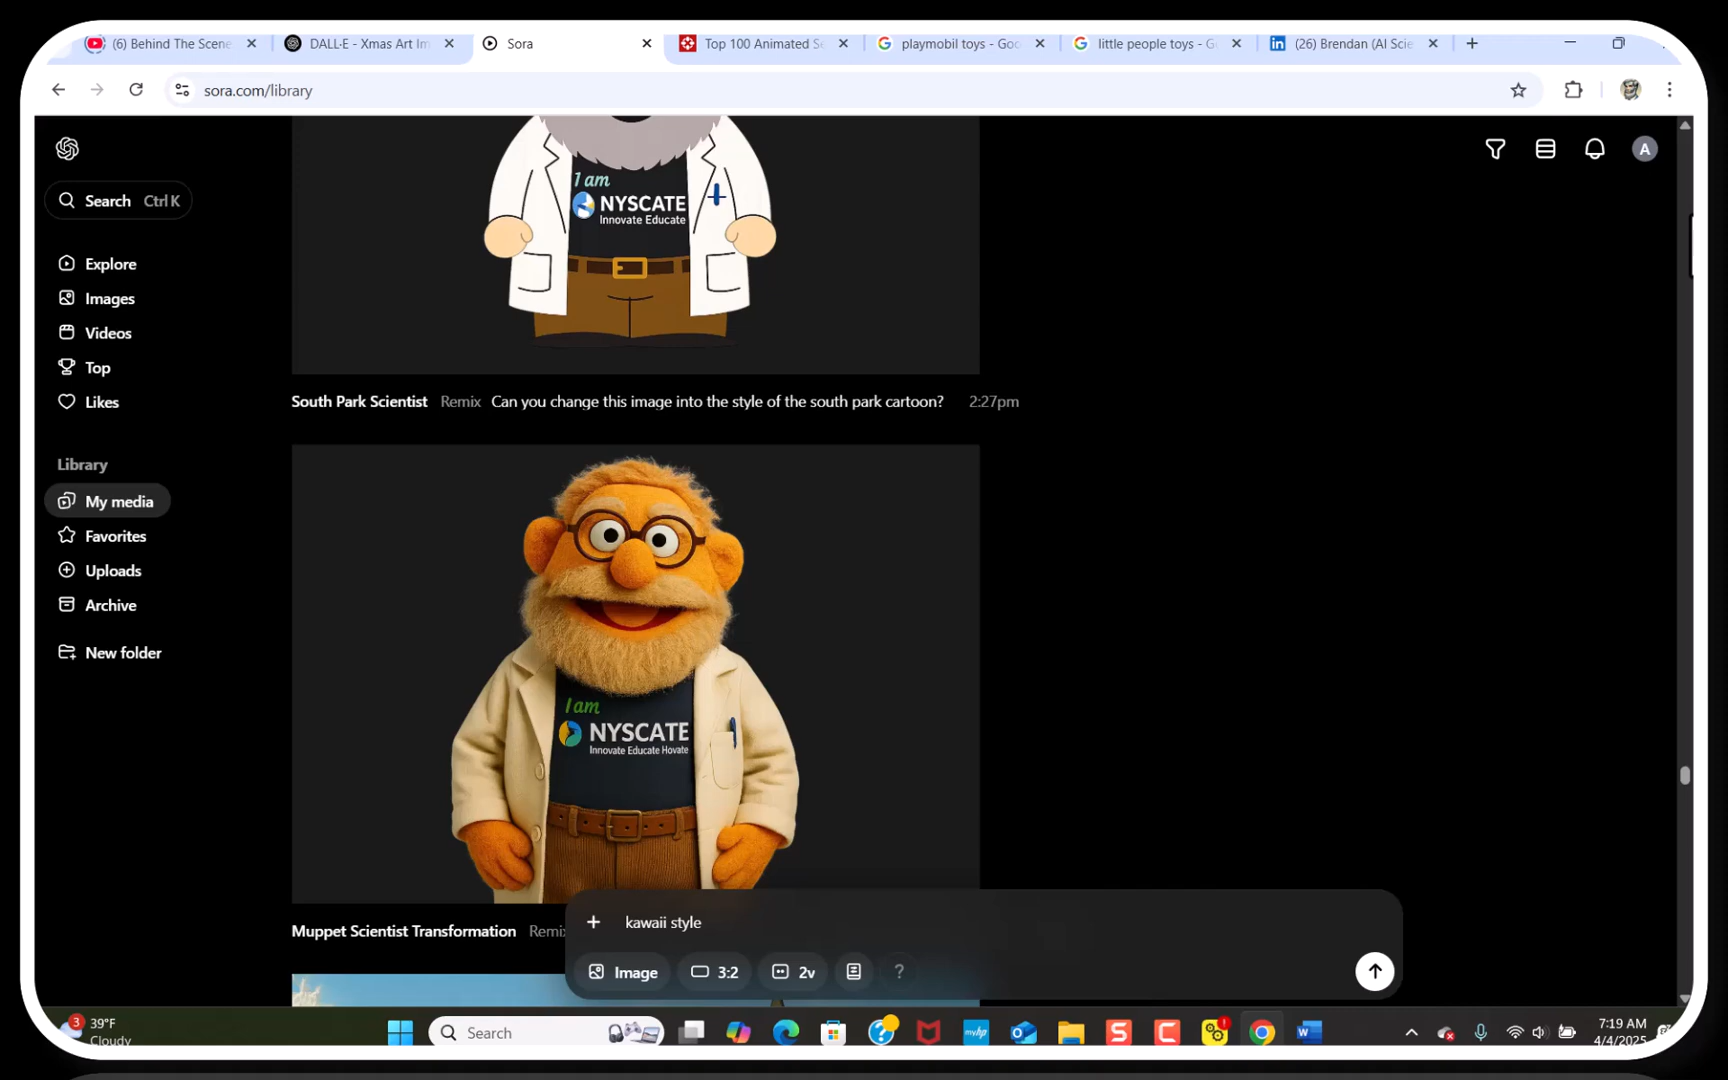 (6) Behind The Scene
DALL·E - Xmas Art Im
Sora
Top 100 Animated Se
playmobil toys - Goo
little people toys - G
(26) Brendan (AI Scie
sora.com/library
A
Search Ctrl K
Explore
Images
Videos
Top
Likes
Library
My media
Favorites
Uploads
Archive
New folder
I am
NYSCATE
Innovate Educate
South Park Scientist Remix Can you change this image into the style of the south park cartoon? 2:27pm
I am
NYSCATE
Innovate Educate Hovate
Muppet Scientist Transformation Remix
kawaii style
Image 3:2 2v ?
3
39°F
Cloudy
Search
myhp
1
7:19 AM
4/4/2025